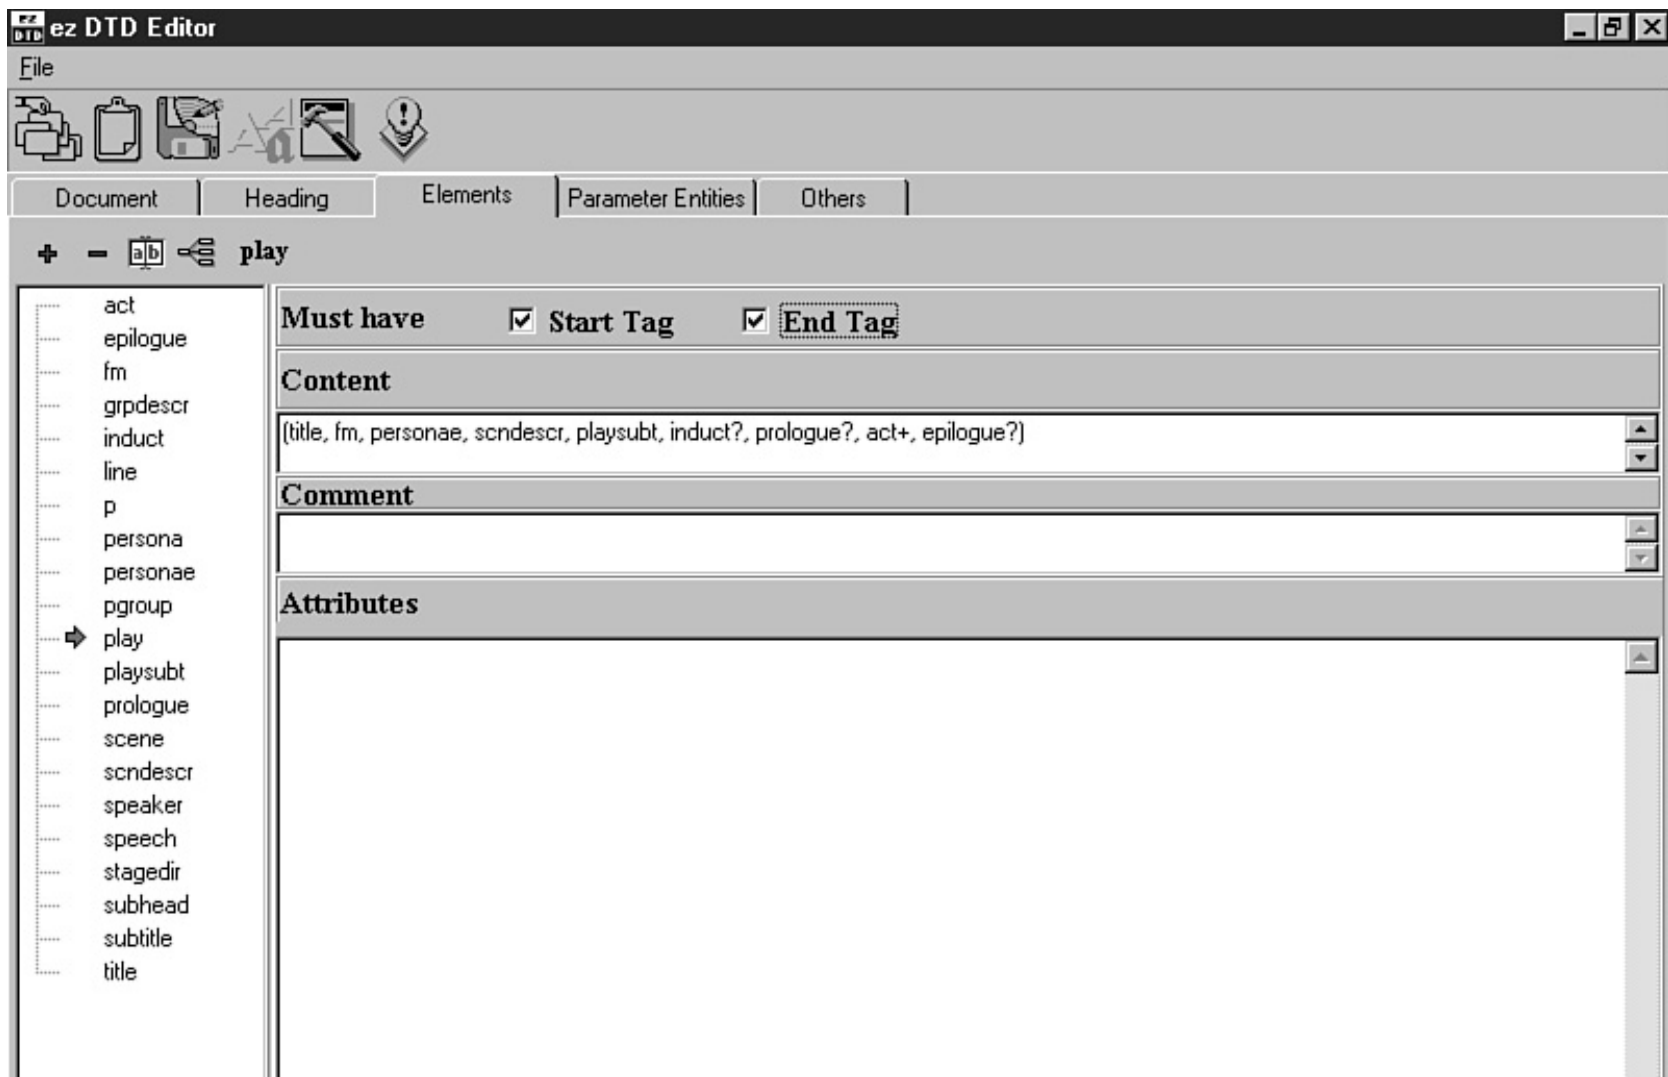 EZ DTD ez DTD Editor
File
Document Heading Elements Parameter Entities Others
a b play
act
epilogue
fm
grpdescr
induct
line
p
persona
personae
pgroup
play
playsubt
prologue
scene
scndescr
speaker
speech
stagedir
subhead
subtitle
title
Must have Start Tag End Tag
Content
(title, fm, personae, scndescr, playsubt, induct?, prologue?, act+, epilogue?)
Comment
Attributes